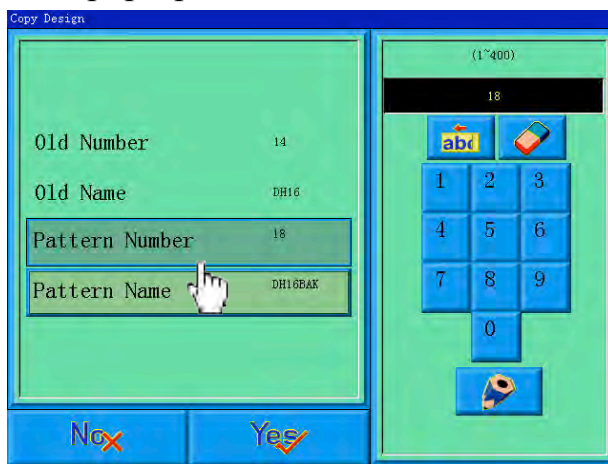 Copy Design
Old Number 14
Old Name DH16
Pattern Number 18
Pattern Name DH16BAK
No
Yes
(1~400)
18
abc
1 2 3
4 5 6
7 8 9
0